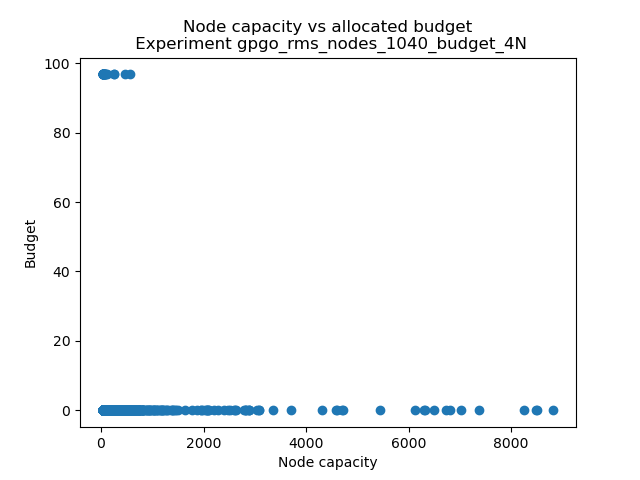 Node capacity vs allocated budget
Experiment gpgo_rms_nodes_1040_budget_4N
100
80
60
40
20
0
Budget
0 2000 4000 6000 8000
Node capacity